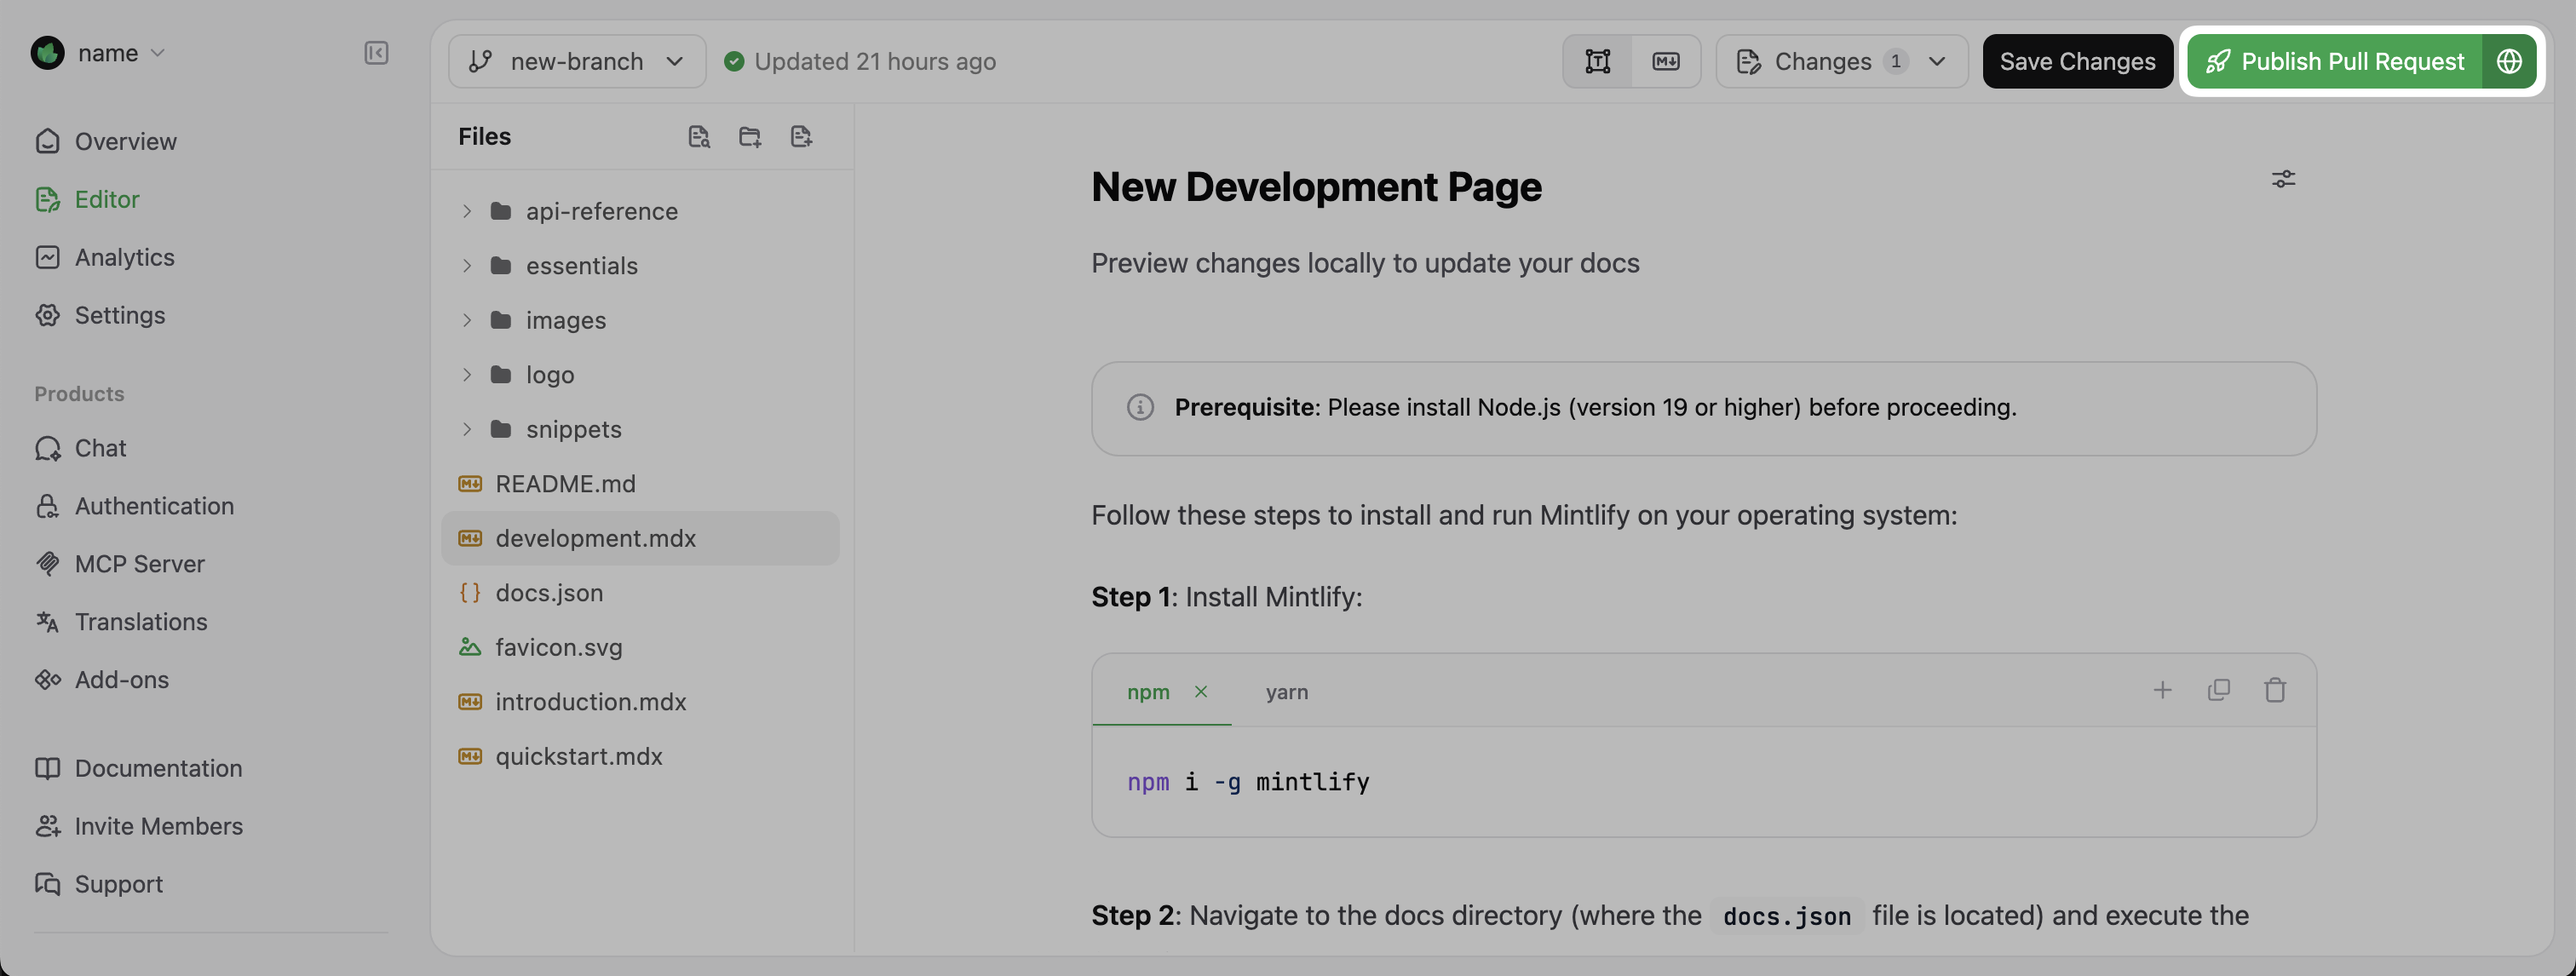 name
Overview
Editor
Analytics
Settings
Products
Chat
Authentication
MCP Server
Translations
Add-ons
Documentation
Invite Members
Support
new-branch
Updated 21 hours ago
Changes 1
Save Changes
Publish Pull Request
Files
api-reference
essentials
images
logo
snippets
README.md
development.mdx
docs.json
favicon.svg
introduction.mdx
quickstart.mdx
New Development Page
Preview changes locally to update your docs
Prerequisite: Please install Node.js (version 19 or higher) before proceeding.
Follow these steps to install and run Mintlify on your operating system:
Step 1: Install Mintlify:
npm yarn
npm i -g mintlify
Step 2: Navigate to the docs directory (where the docs.json file is located) and execute the